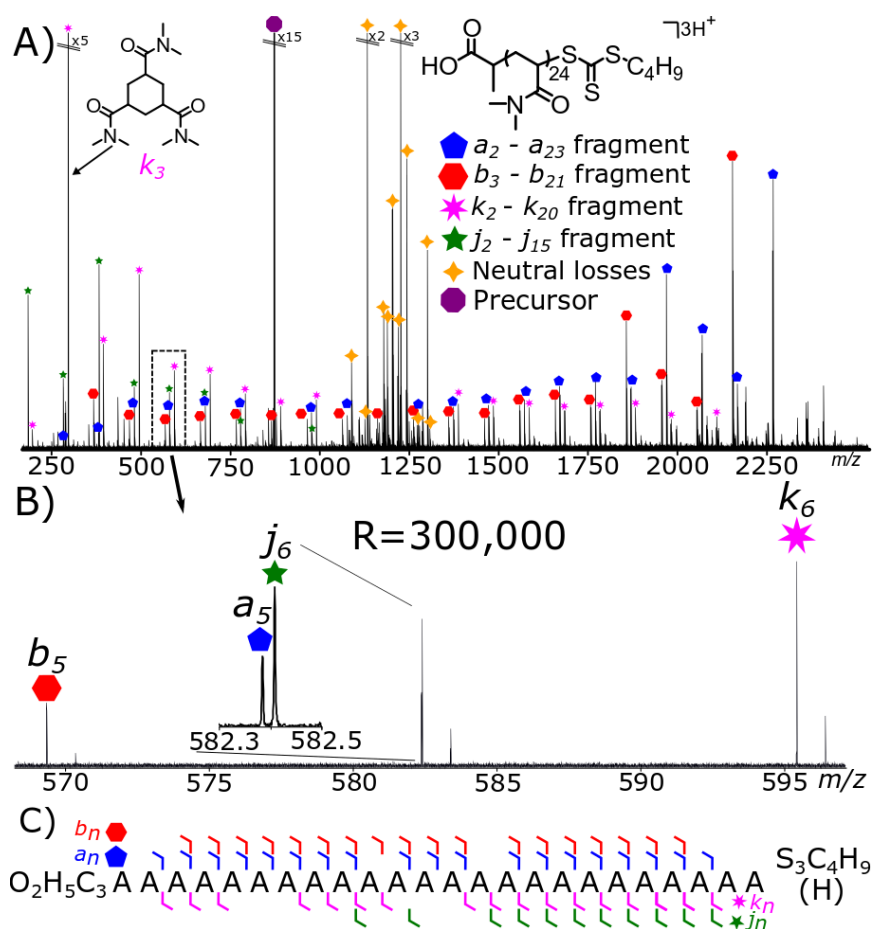 A)
x5
x15
x2
x3
]3H+
O
HO
24
S
S
C4H9
S
N
O
O
N
O
N
O
N
k3
a2 - a23 fragment
b3 - b21 fragment
k2 - k20 fragment
j2 - j15 fragment
Neutral losses
Precursor
250 500 750 1000 1250 1500 1750 2000 2250 m/z
B)
R=300,000
k6
j6
a5
b5
582.3 582.5
570 575 580 585 590 595 m/z
C)
bn
an
O2H5C3 A A A A A A A A A A A A A A A A A A A A A A A A S3C4H9
(H)
kn
jn